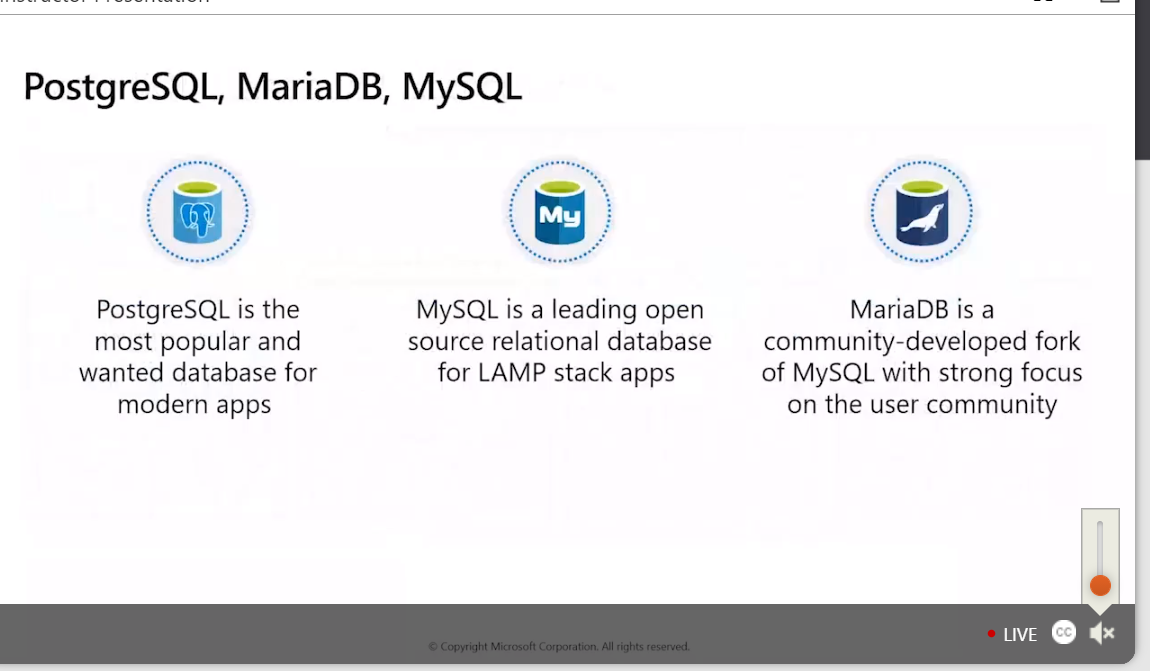 Instructor Presentation
PostgreSQL, MariaDB, MySQL
My
PostgreSQL is the
most popular and
wanted database for
modern apps
MySQL is a leading open
source relational database
for LAMP stack apps
MariaDB is a
community-developed fork
of MySQL with strong focus
on the user community
LIVE
CC
© Copyright Microsoft Corporation. All rights reserved.